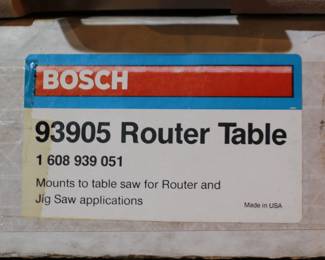 BOSCH
93905 Router Table
1 608 939 051
Mounts to table saw for Router and
Jig Saw applications
Made in USA